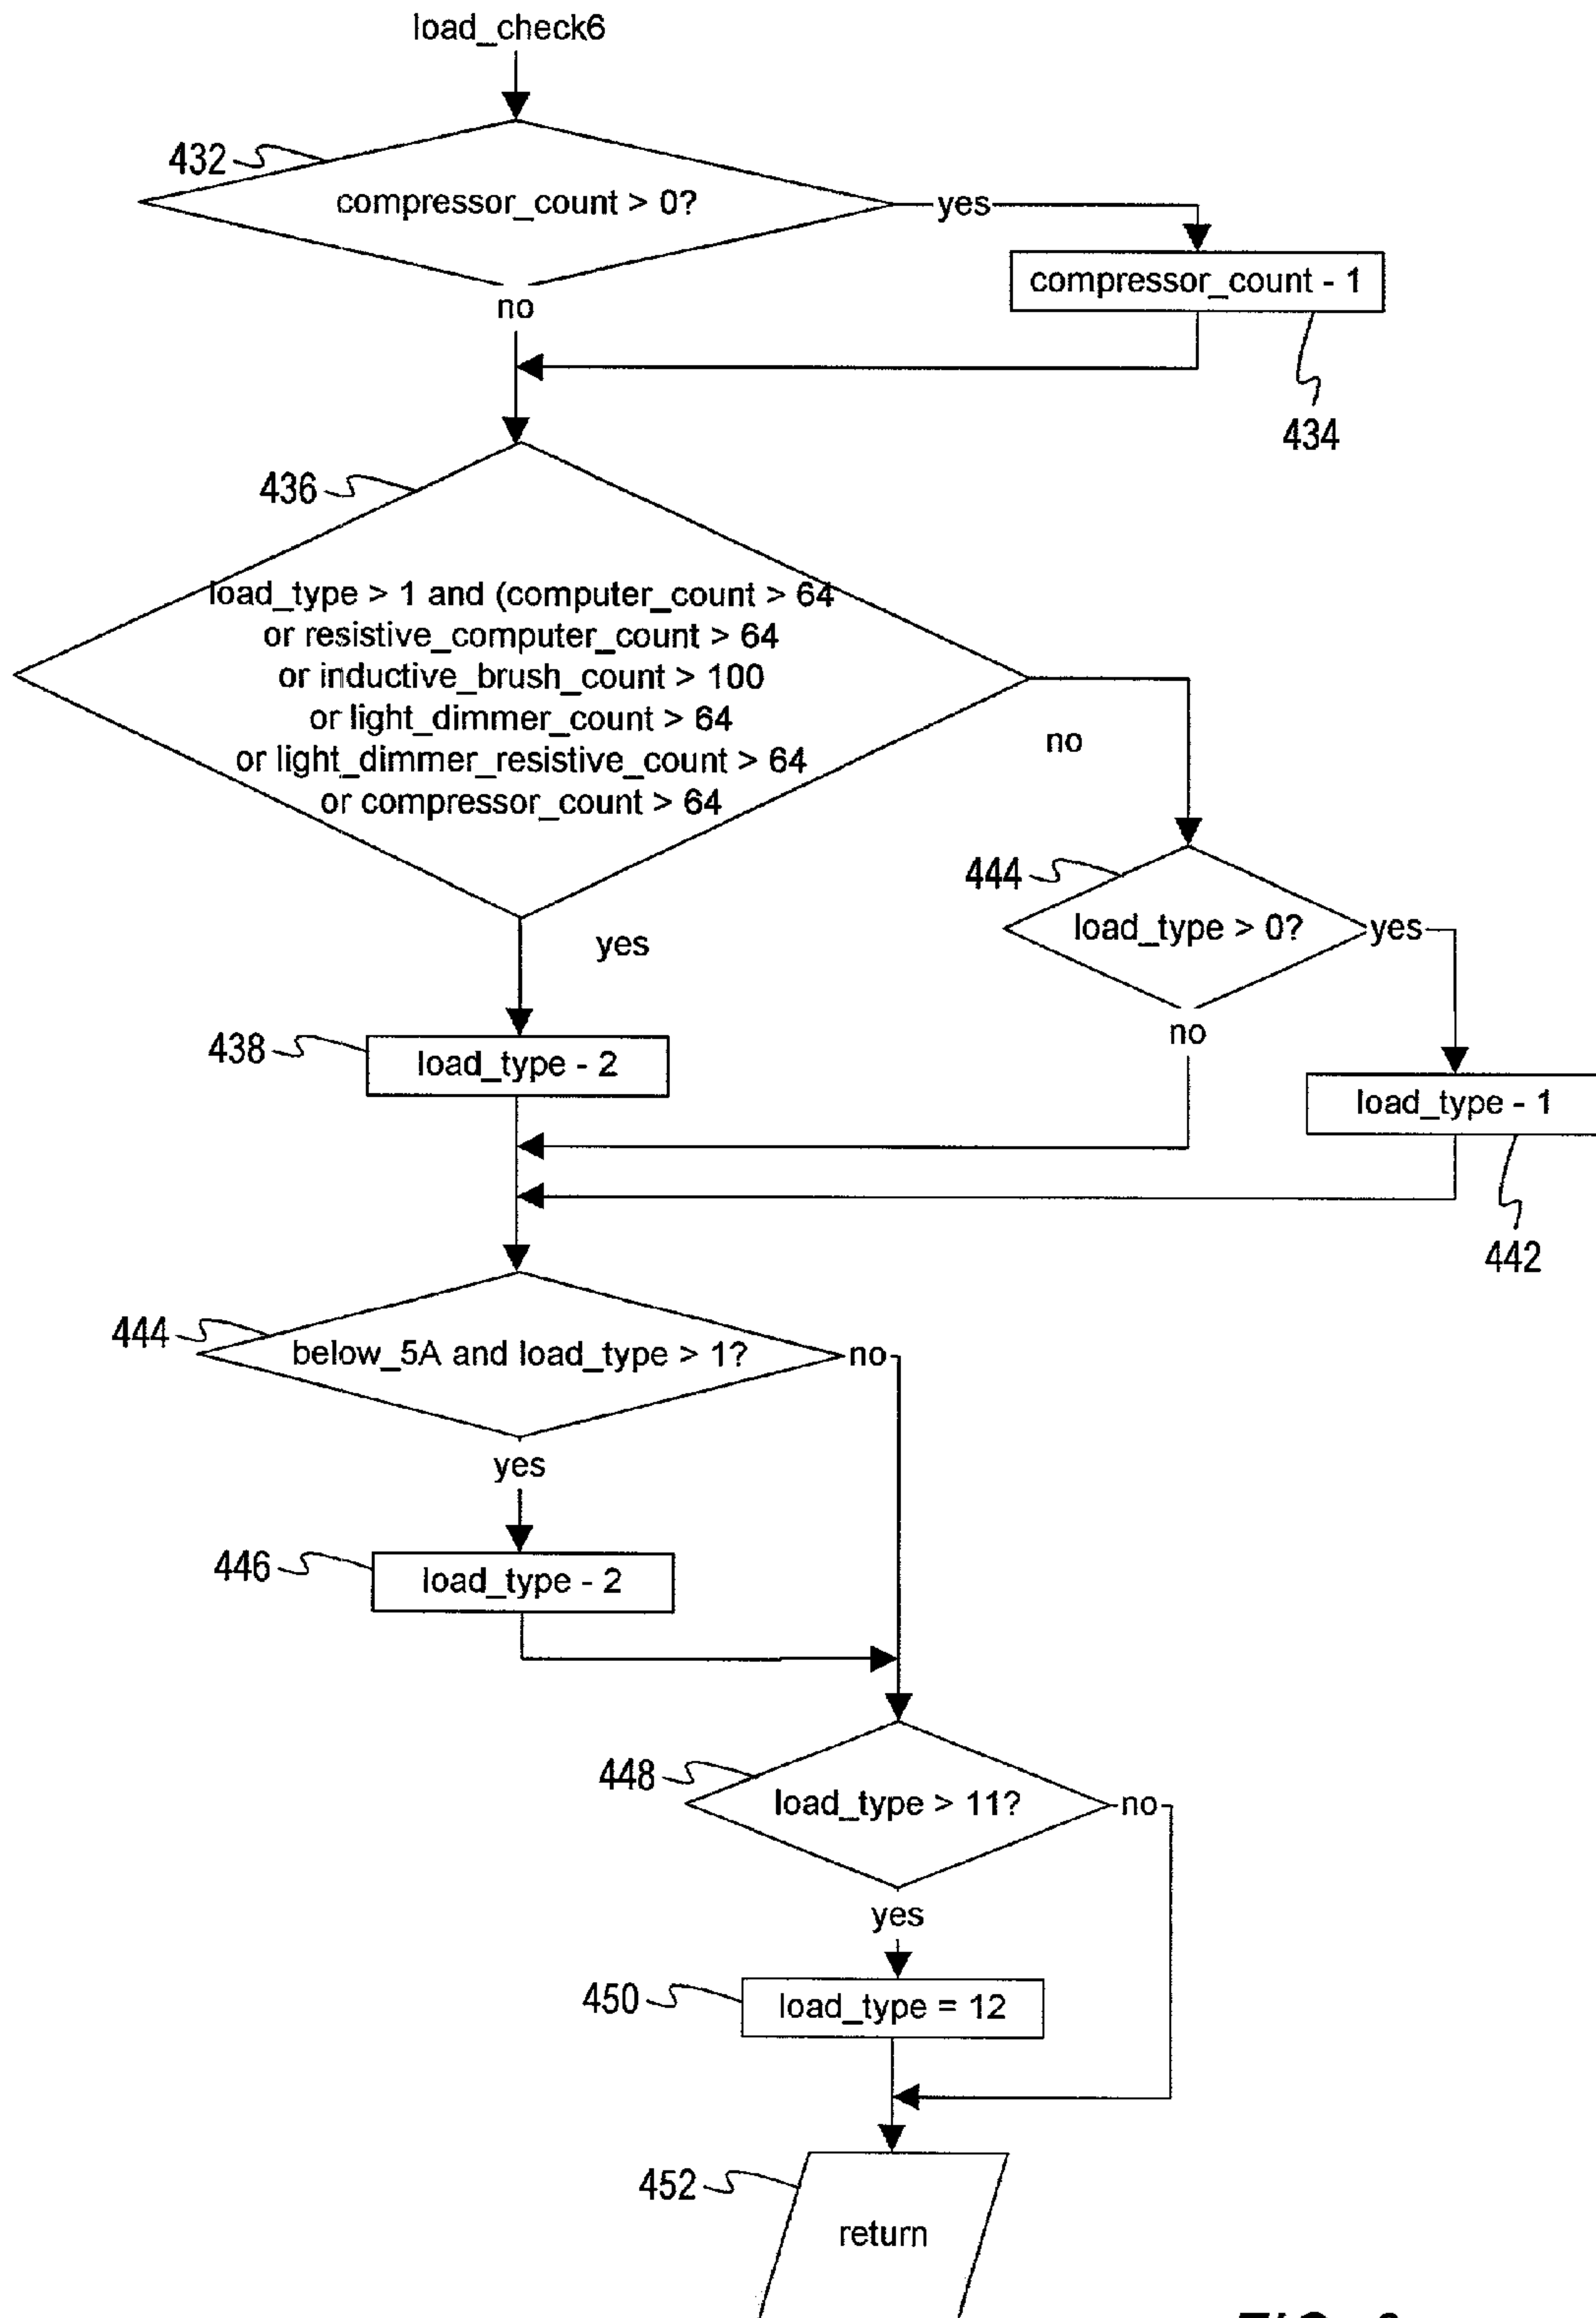 load_check6
432
compressor_count > 0?
yes
compressor_count - 1
no
434
436
load_type > 1 and (computer_count > 64
or resistive_computer_count > 64
or inductive_brush_count > 100
or light_dimmer_count > 64
or light_dimmer_resistive_count > 64
or compressor_count > 64
no
444
load_type > 0?
yes
yes
no
438
load_type - 2
load_type - 1
442
444
below_5A and load_type > 1?
no
yes
446
load_type - 2
448
load_type > 11?
no
yes
450
load_type = 12
452
return